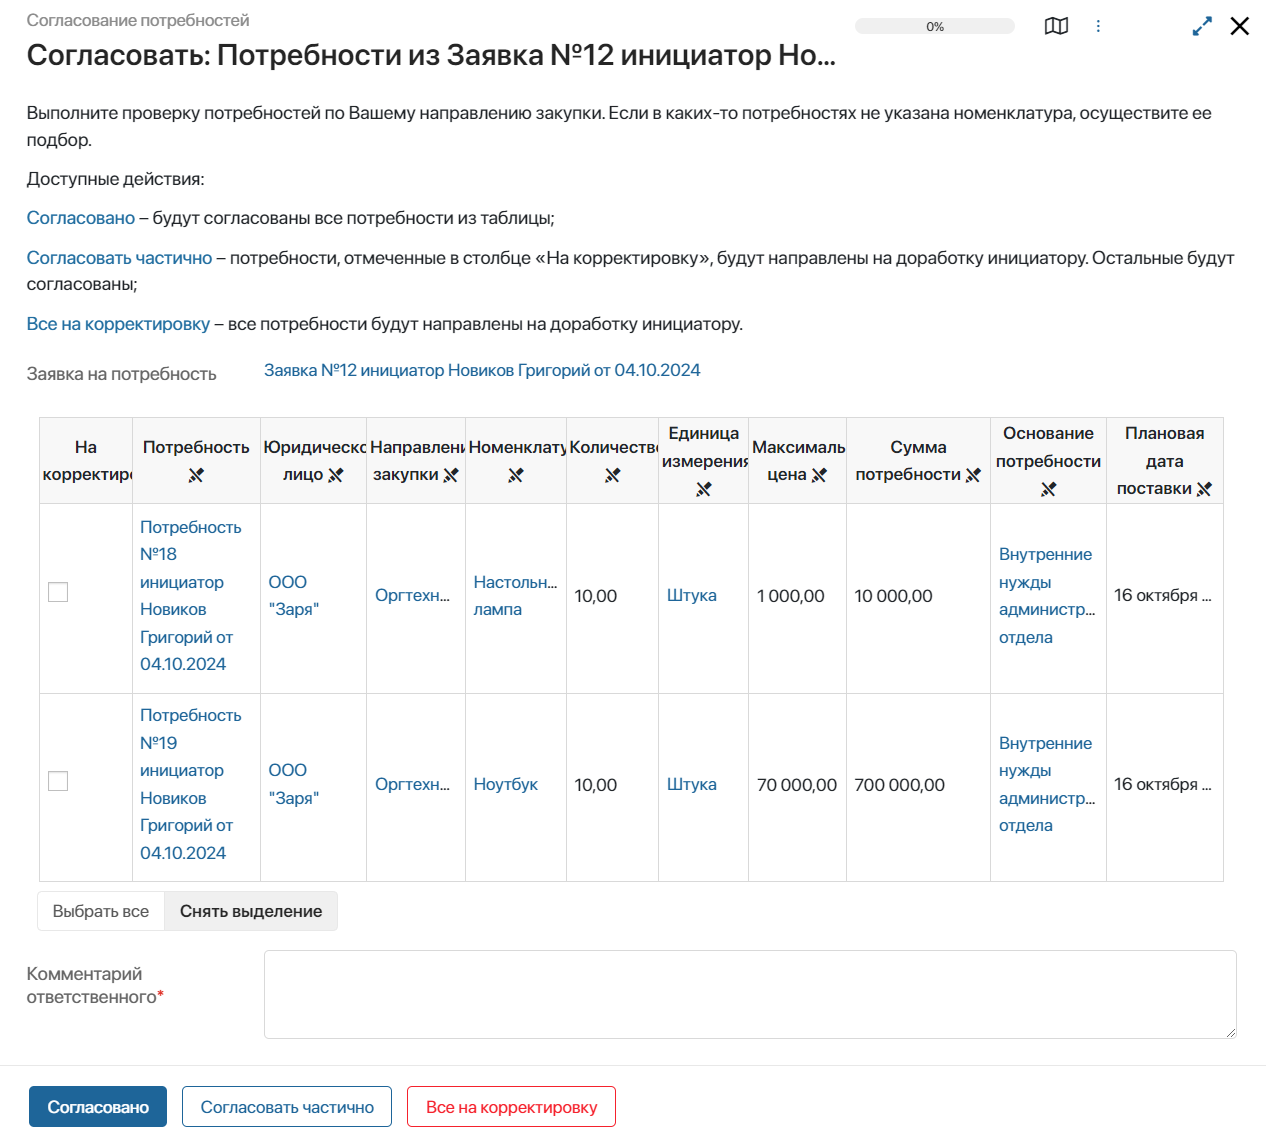 Согласование потребностей
0%
Согласовать: Потребности из Заявка №12 инициатор Но...
Выполните проверку потребностей по Вашему направлению закупки. Если в каких-то потребностях не указана номенклатура, осуществите ее
подбор.
Доступные действия:
Согласовано – будут согласованы все потребности из таблицы;
Согласовать частично – потребности, отмеченные в столбце «На корректировку», будут направлены на доработку инициатору. Остальные будут
согласованы;
Все на корректировку – все потребности будут направлены на доработку инициатору.
Заявка на потребность Заявка №12 инициатор Новиков Григорий от 04.10.2024
На корректиро Потребность Юридическо лицо Направлени закупки Номенклату Количество Единица измерения Максималь цена Сумма потребности Основание потребности Плановая дата поставки
Потребность №18 инициатор Новиков Григорий от 04.10.2024 ООО "Заря" Оргтехн... Настольн... лампа 10,00 Штука 1 000,00 10 000,00 Внутренние нужды администр... отдела 16 октября ...
Потребность №19 инициатор Новиков Григорий от 04.10.2024 ООО "Заря" Оргтехн... Ноутбук 10,00 Штука 70 000,00 700 000,00 Внутренние нужды администр... отдела 16 октября ...
Выбрать все Снять выделение
Комментарий
ответственного*
Согласовано Согласовать частично Все на корректировку